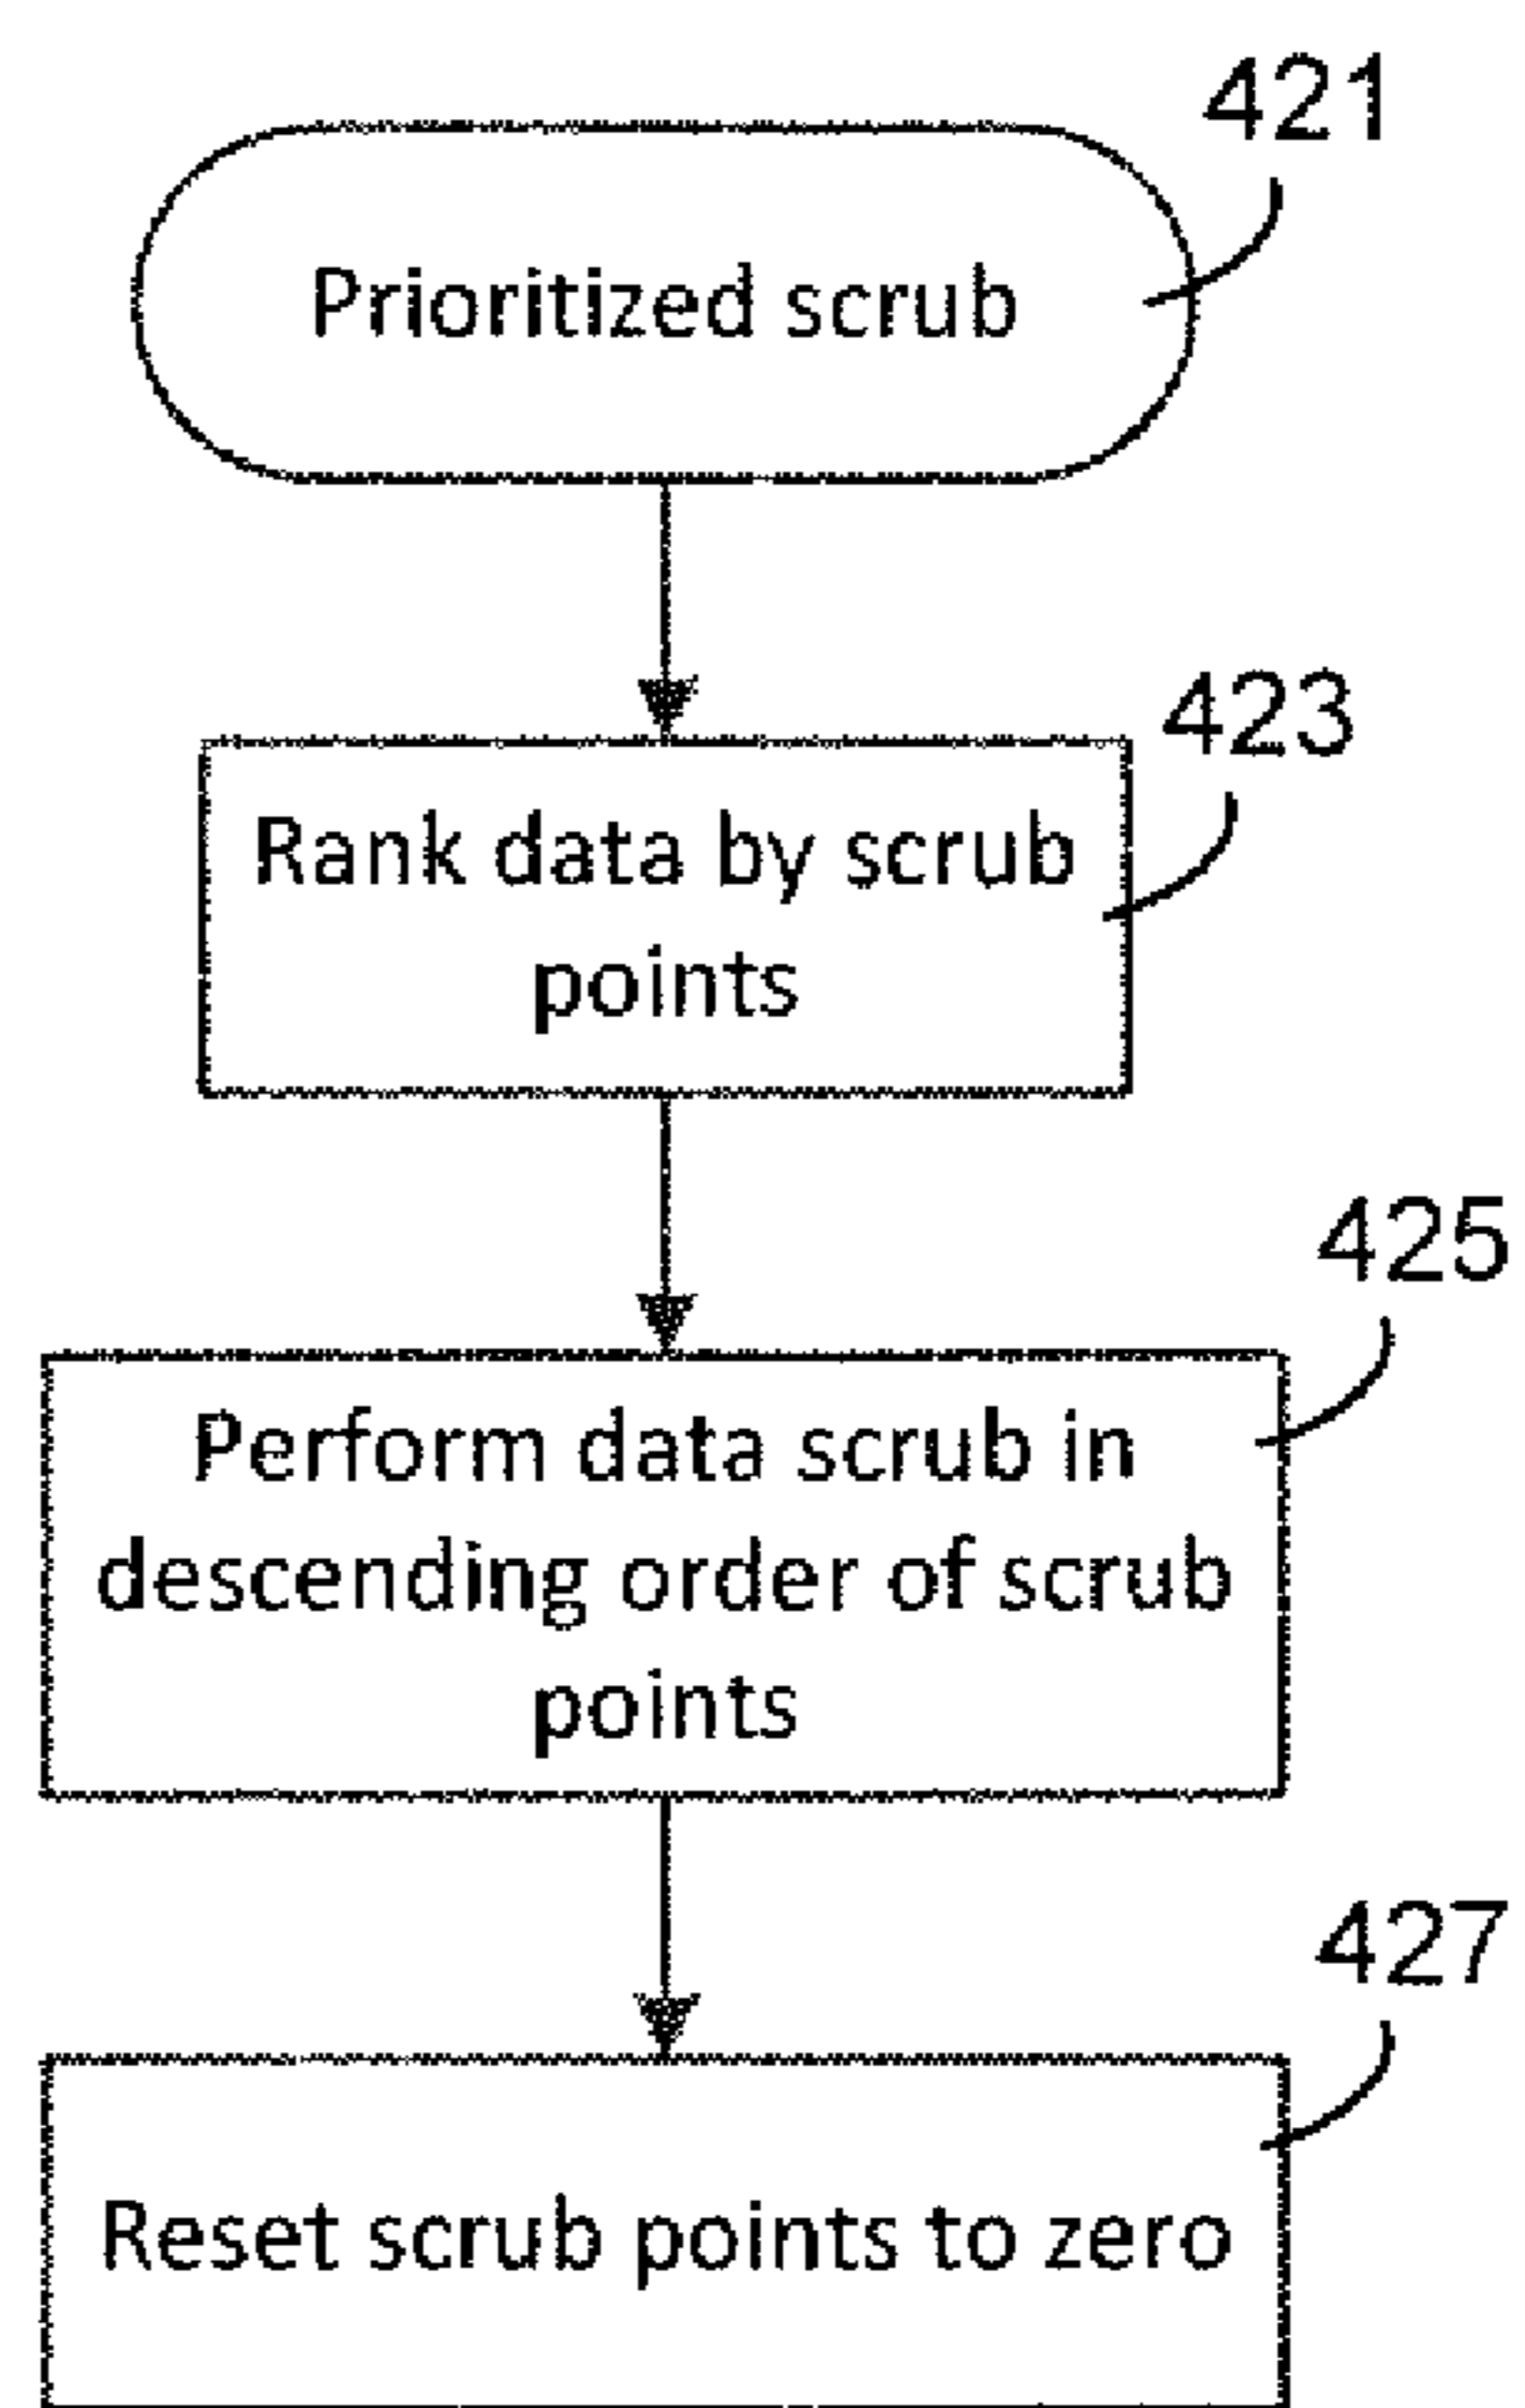 421
Prioritized scrub
423
Rank data by scrub
points
425
Perform data scrub in
descending order of scrub
points
427
Reset scrub points to zero